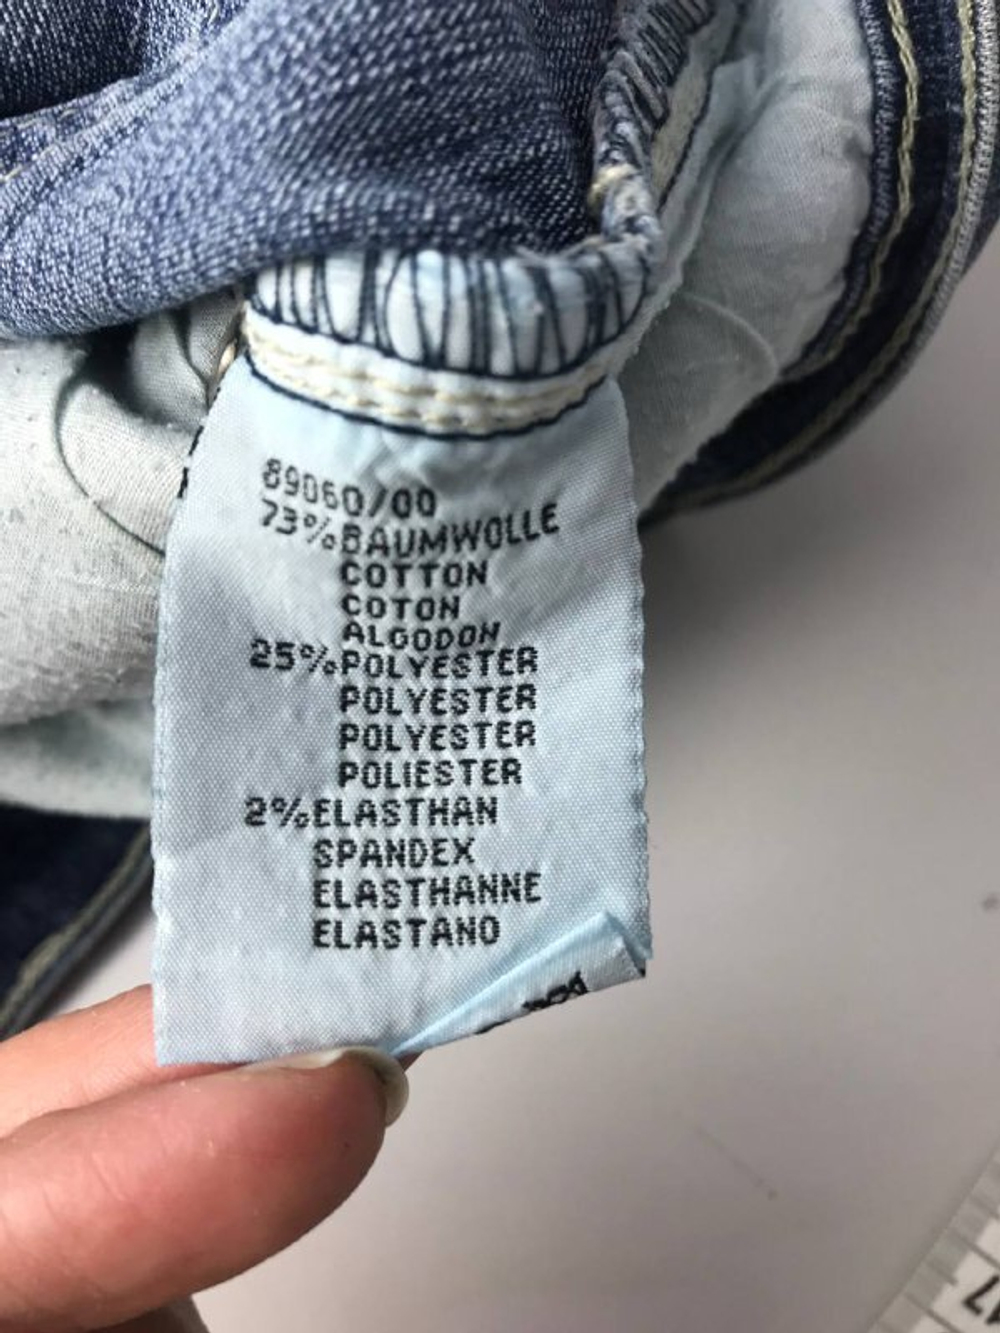 89060/00
73%BAUMWOLLE
COTTON
COTON
ALGODON
25%POLYESTER
POLYESTER
POLYESTER
POLIESTER
2%ELASTHAN
SPANDEX
ELASTHANNE
ELASTANO